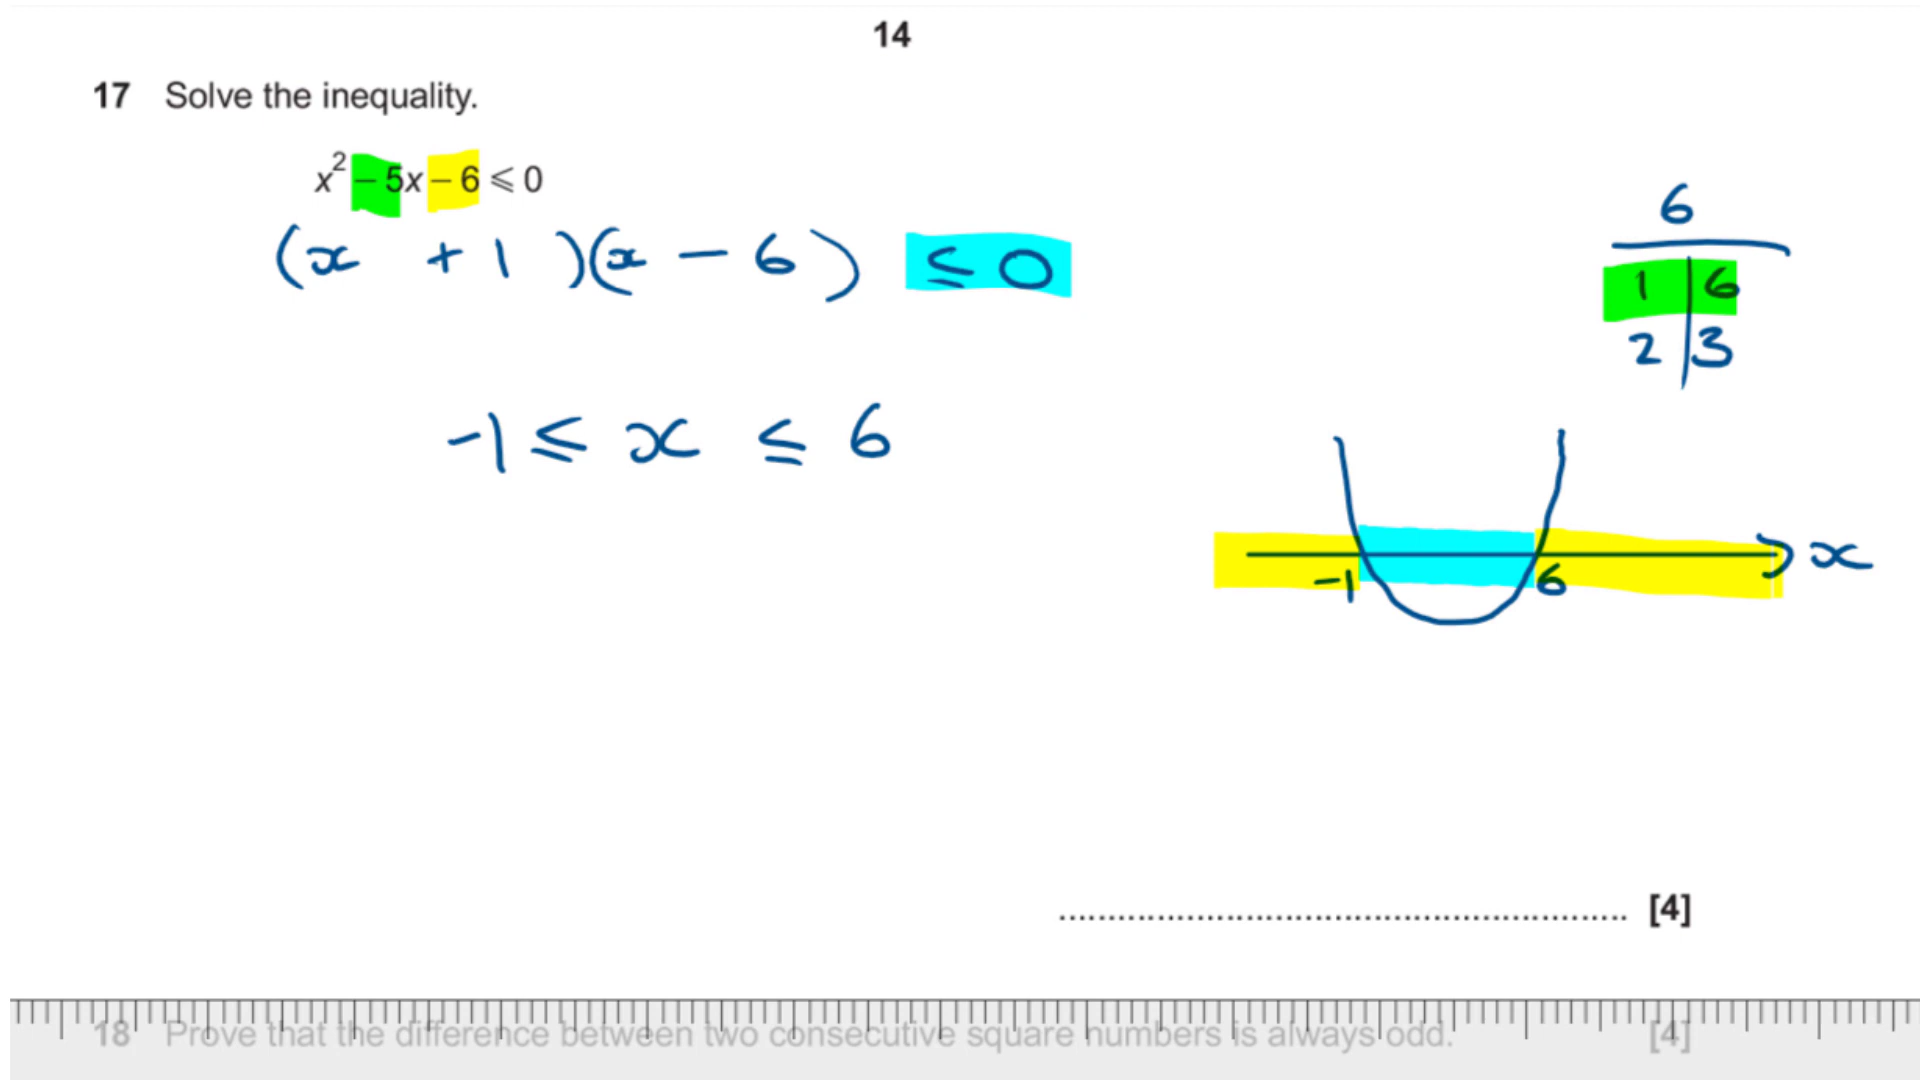 14
17 Solve the inequality.
x² – 5x – 6 ⩽ 0
(x + 1)(x – 6) ≤ 0
6
1 | 6
2 | 3
-1 ≤ x ≤ 6
-1 6 x
[4]
18 Prove that the difference between two consecutive square numbers is always odd. [4]